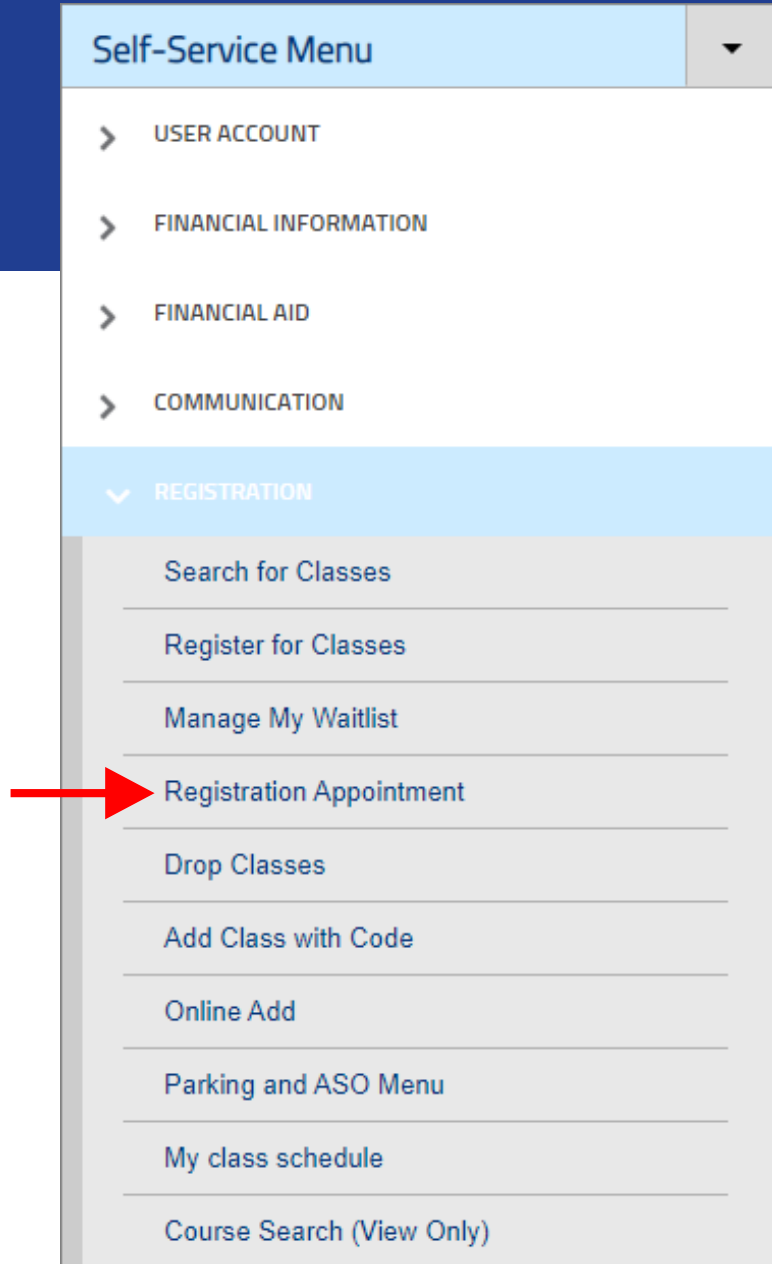 Self-Service Menu
USER ACCOUNT
FINANCIAL INFORMATION
FINANCIAL AID
COMMUNICATION
REGISTRATION
Search for Classes
Register for Classes
Manage My Waitlist
Registration Appointment
Drop Classes
Add Class with Code
Online Add
Parking and ASO Menu
My class schedule
Course Search (View Only)